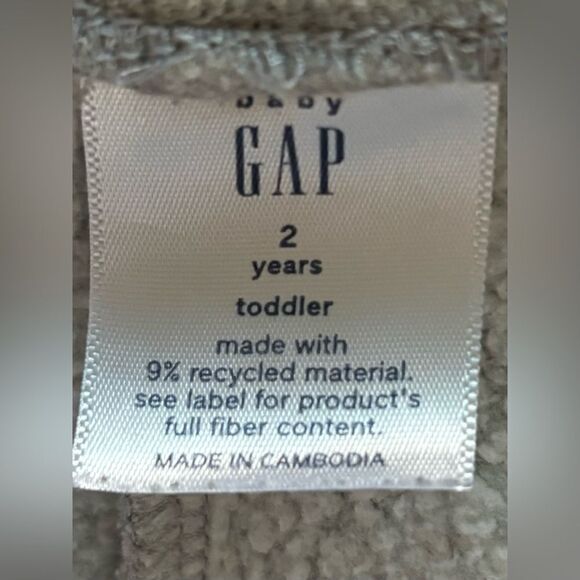 baby
GAP
2
years
toddler
made with
9% recycled material.
see label for product's
full fiber content.
MADE IN CAMBODIA